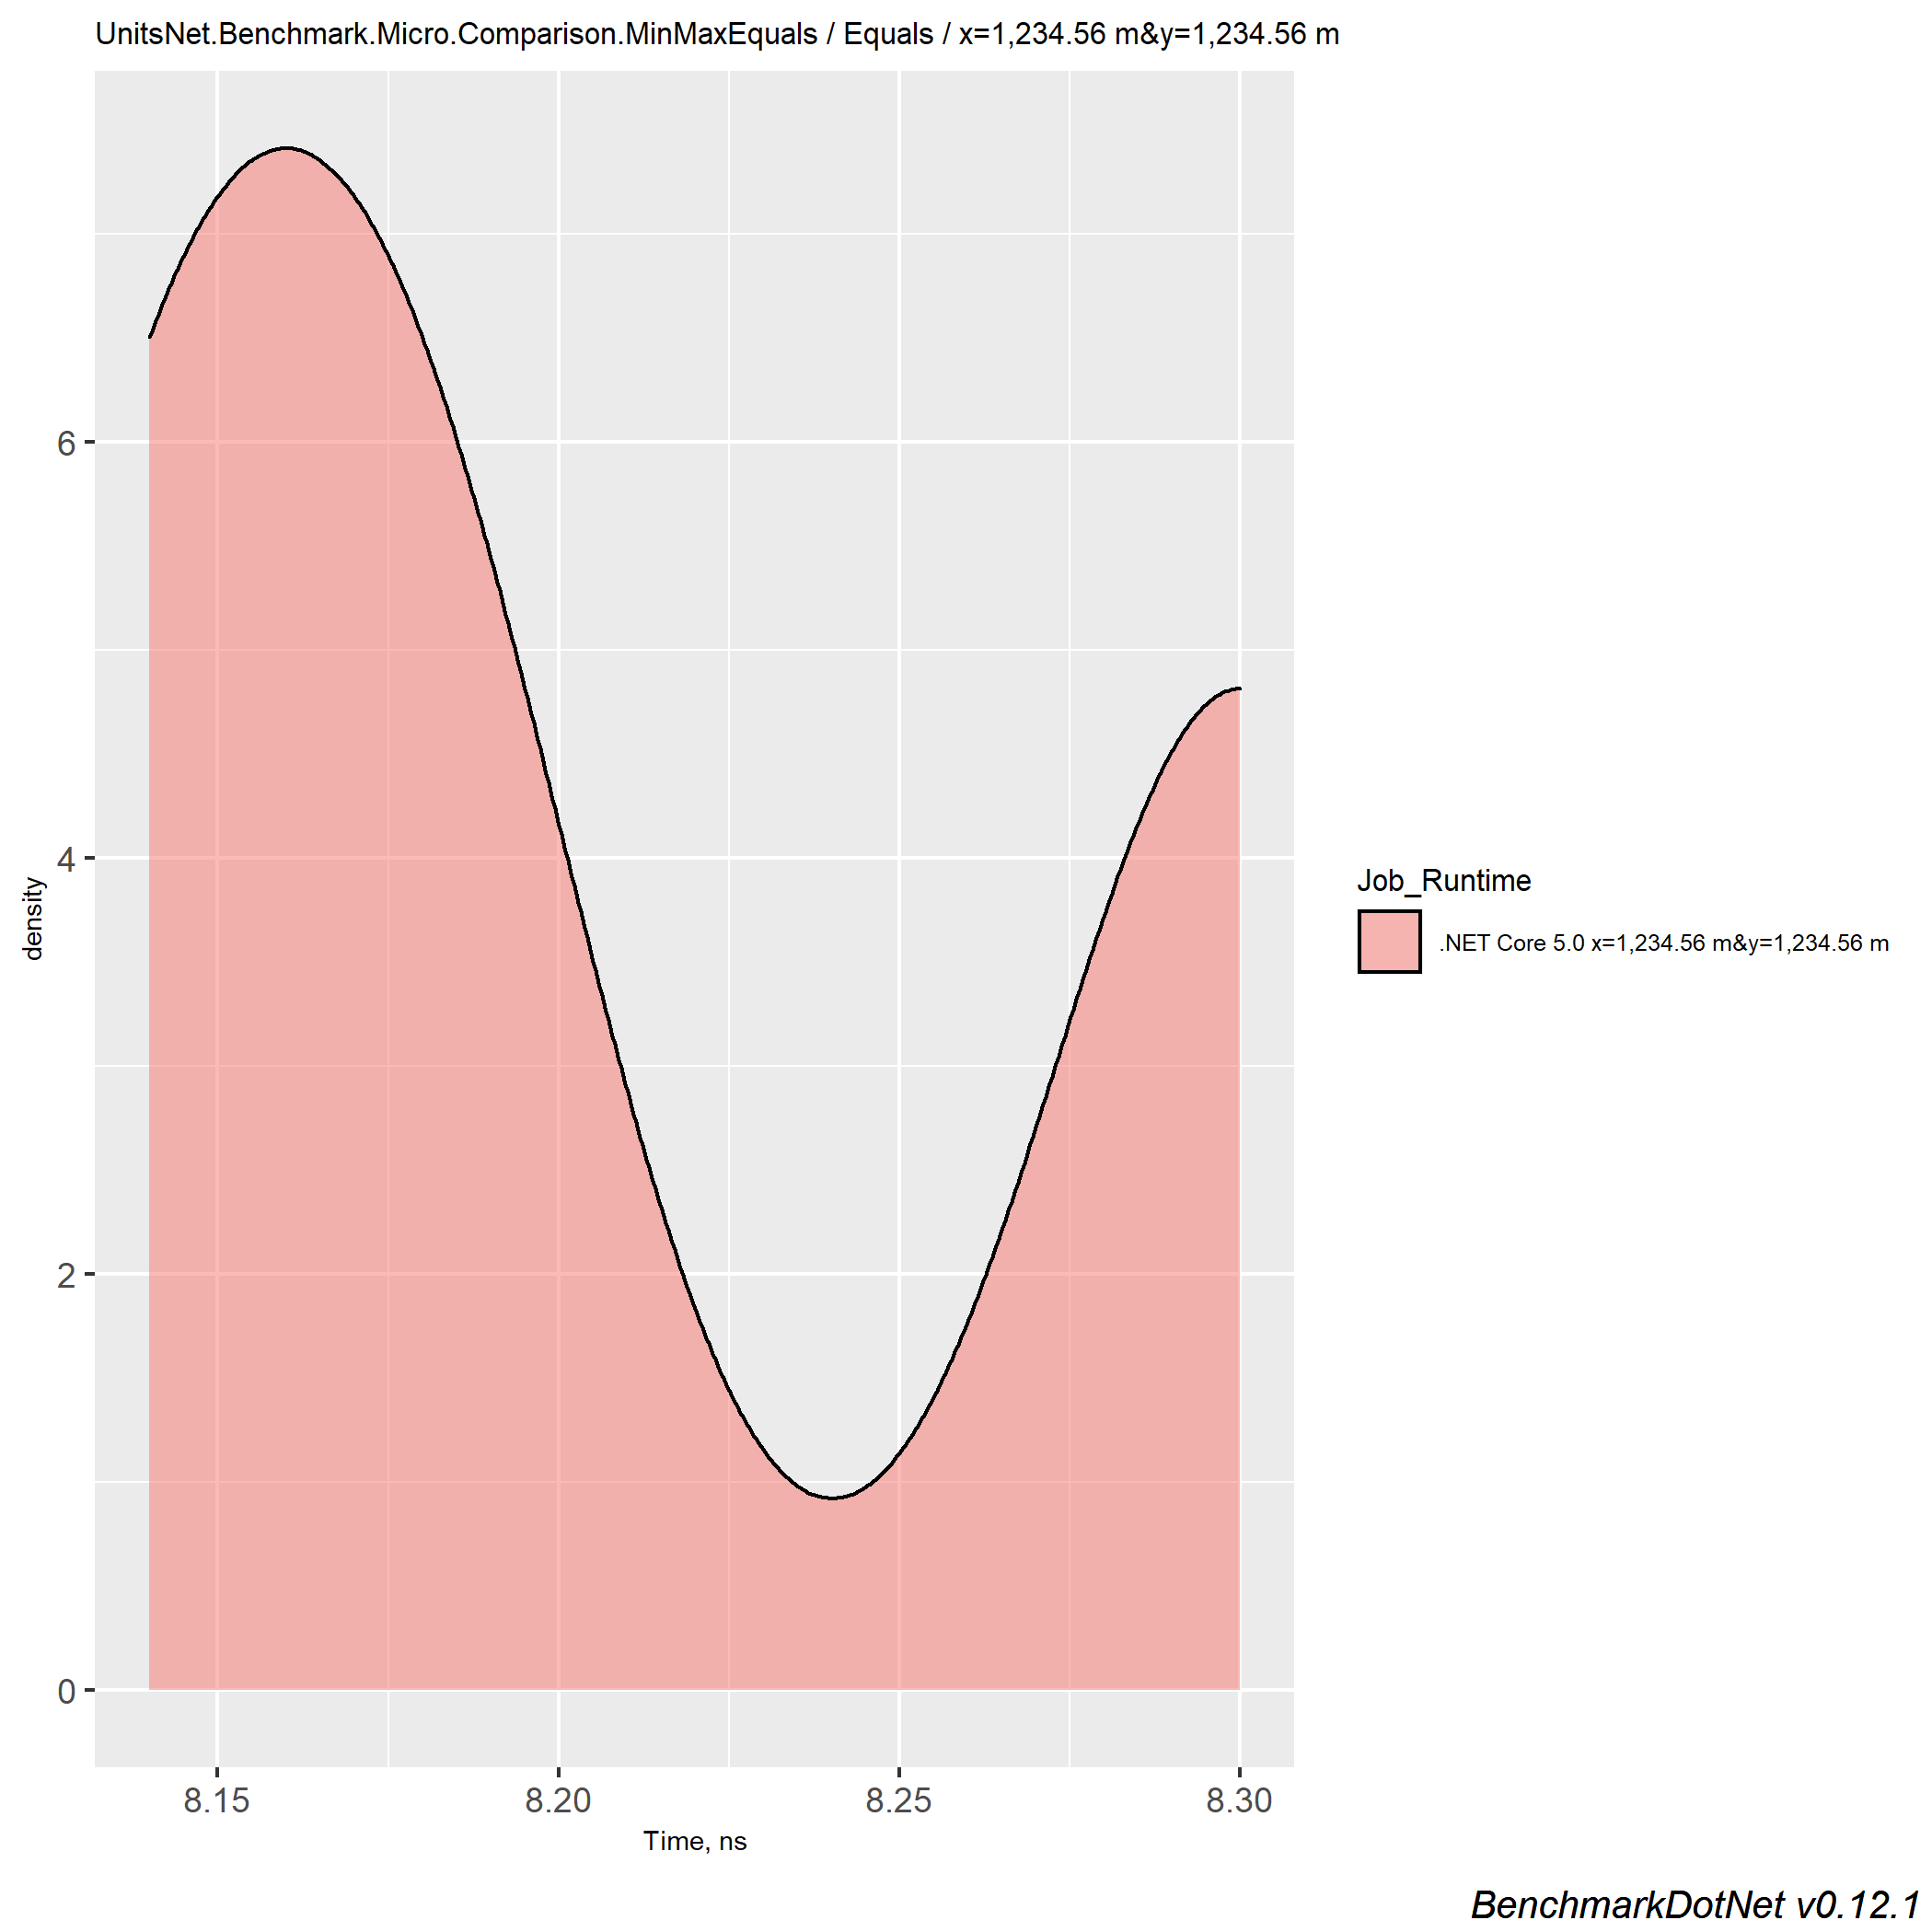 UnitsNet.Benchmark.Micro.Comparison.MinMaxEquals / Equals / x=1,234.56 m&y=1,234.56 m
6
4
2
0
density
8.15 8.20 8.25 8.30
Time, ns
Job_Runtime
.NET Core 5.0 x=1,234.56 m&y=1,234.56 m
BenchmarkDotNet v0.12.1